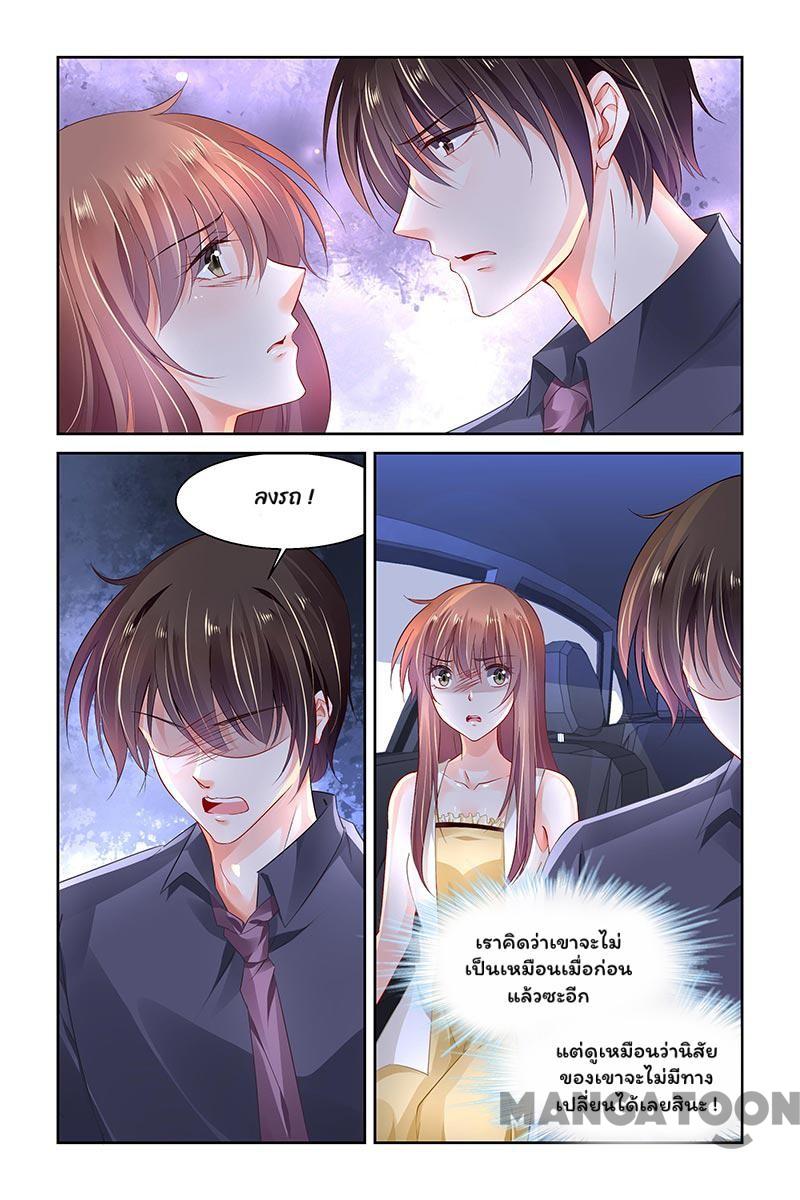 ลงรถ !
เราคิดว่าเขาจะไม่
เป็นเหมือนเมื่อก่อน
แล้วซะอีก
แต่ดูเหมือนว่านิสัย
ของเขาจะไม่มีทาง
เปลี่ยนได้เลยสินะ !
MANGATOON